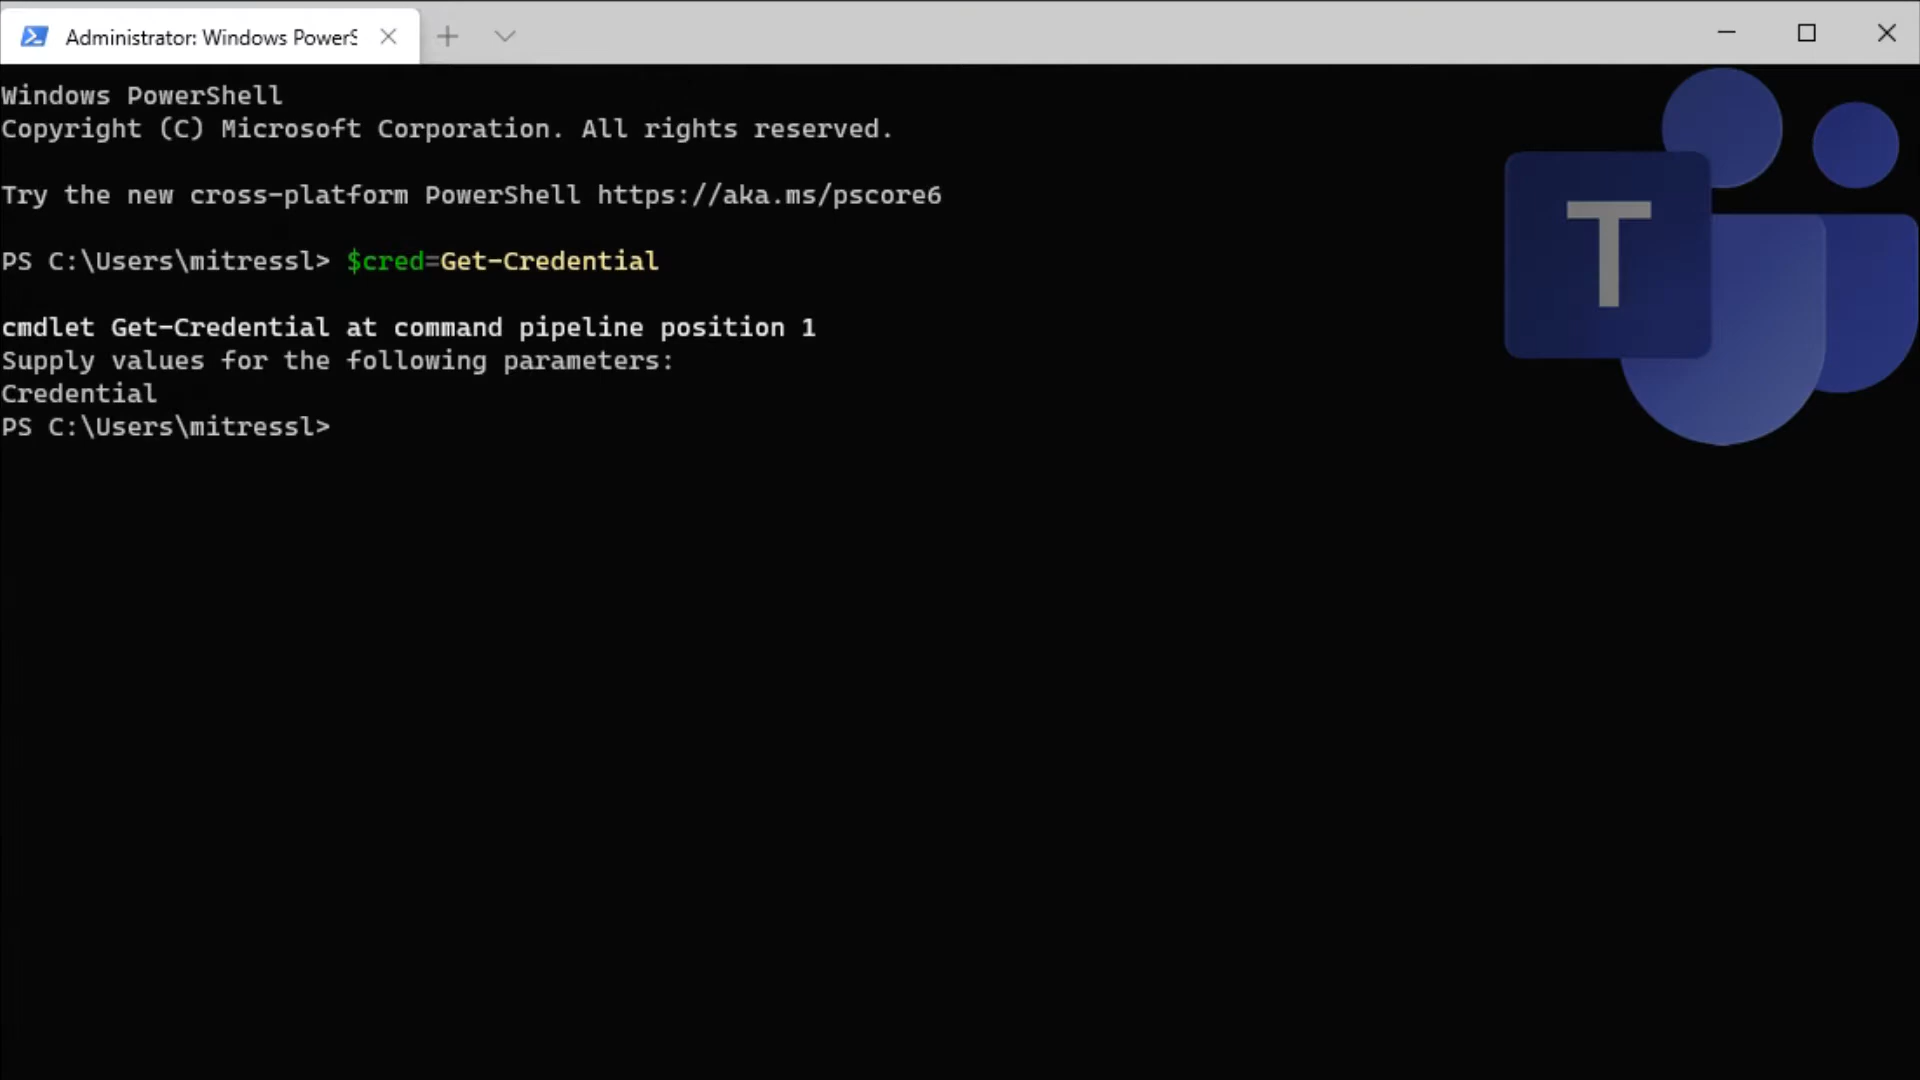 Administrator: Windows PowerS
Windows PowerShell
Copyright (C) Microsoft Corporation. All rights reserved.
Try the new cross-platform PowerShell https://aka.ms/pscore6
PS C:\Users\mitressl> $cred=Get-Credential
cmdlet Get-Credential at command pipeline position 1
Supply values for the following parameters:
Credential
PS C:\Users\mitressl>
T